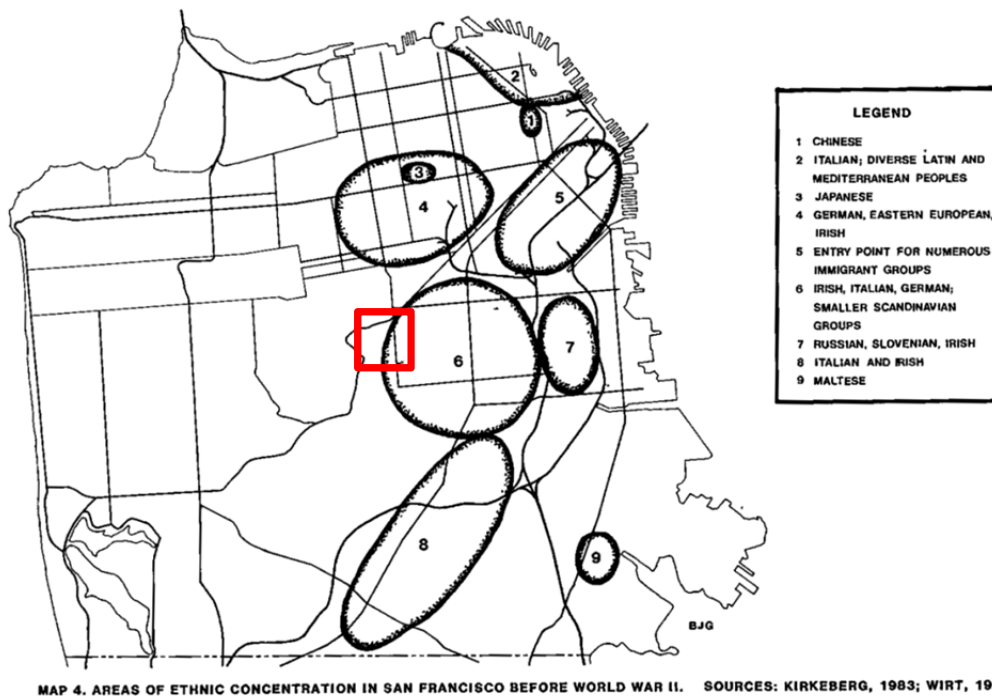 2
1
3
4
5
6
7
8
9
BJG
LEGEND
1 CHINESE
2 ITALIAN; DIVERSE LATIN AND
MEDITERRANEAN PEOPLES
3 JAPANESE
4 GERMAN, EASTERN EUROPEAN,
IRISH
5 ENTRY POINT FOR NUMEROUS
IMMIGRANT GROUPS
6 IRISH, ITALIAN, GERMAN;
SMALLER SCANDINAVIAN
GROUPS
7 RUSSIAN, SLOVENIAN, IRISH
8 ITALIAN AND IRISH
9 MALTESE
MAP 4. AREAS OF ETHNIC CONCENTRATION IN SAN FRANCISCO BEFORE WORLD WAR II. SOURCES: KIRKEBERG, 1983; WIRT, 19